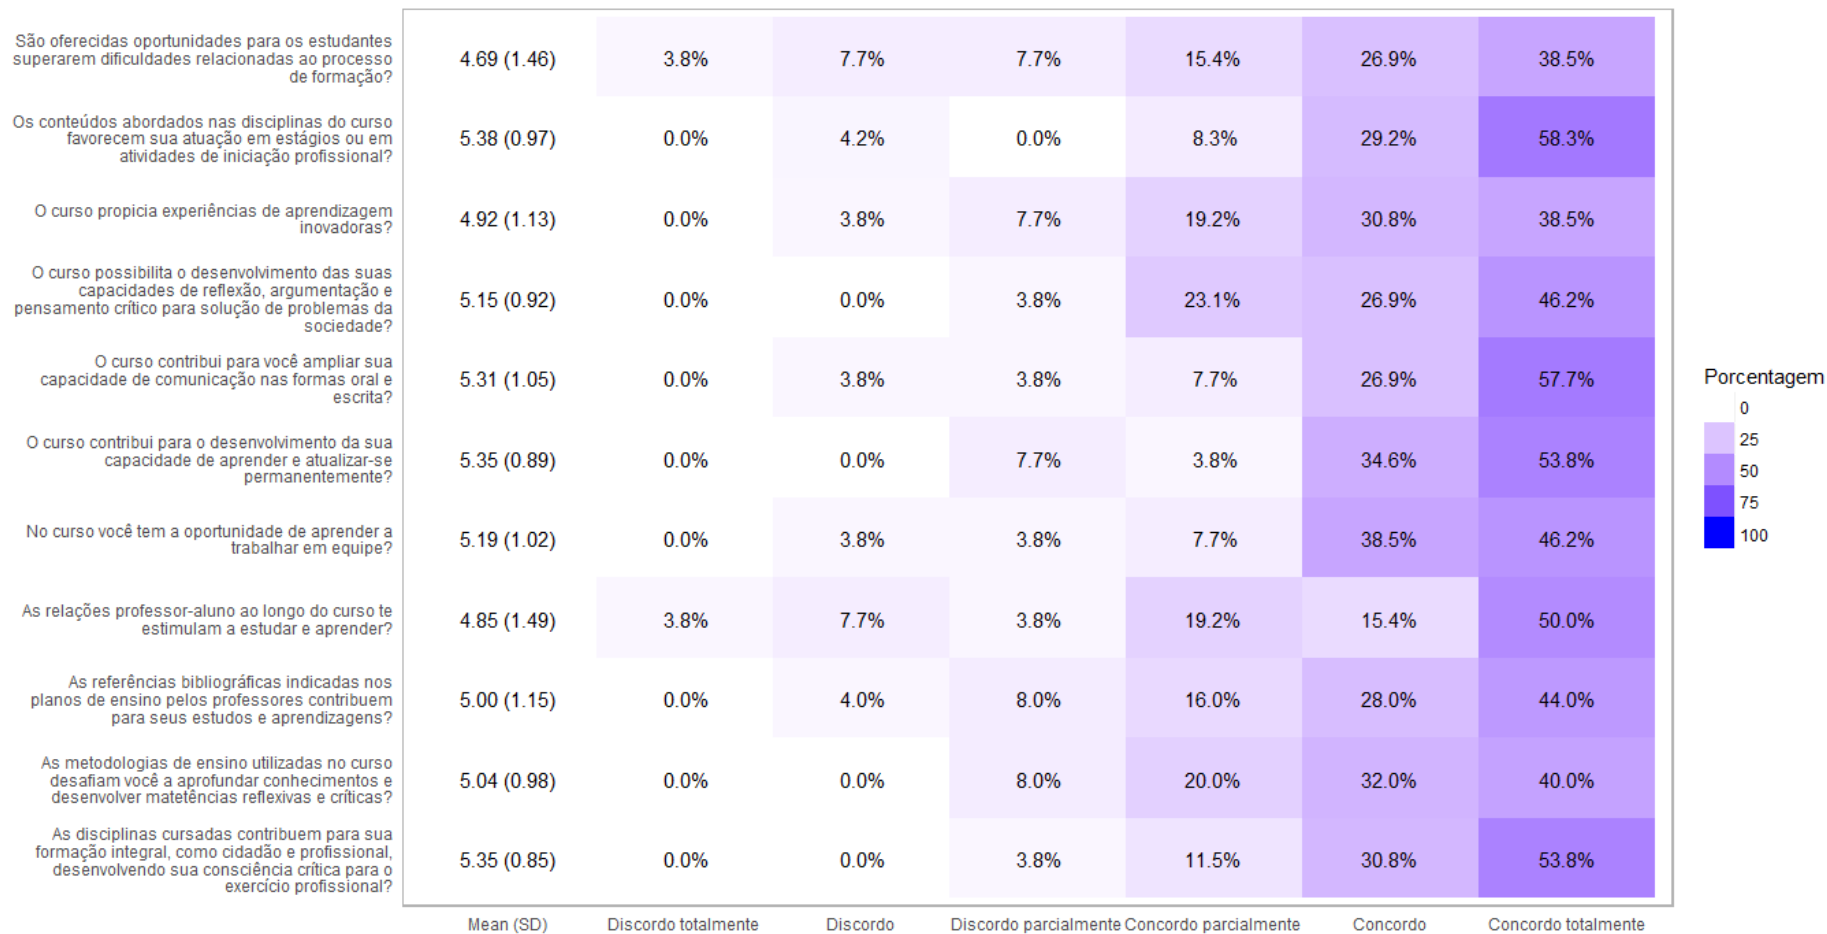 São oferecidas oportunidades para os estudantes
superarem dificuldades relacionadas ao processo
de formação?
4.69 (1.46) 3.8% 7.7% 7.7% 15.4% 26.9% 38.5%
Os conteúdos abordados nas disciplinas do curso
favorecem sua atuação em estágios ou em
atividades de iniciação profissional?
5.38 (0.97) 0.0% 4.2% 0.0% 8.3% 29.2% 58.3%
O curso propicia experiências de aprendizagem
inovadoras?
4.92 (1.13) 0.0% 3.8% 7.7% 19.2% 30.8% 38.5%
O curso possibilita o desenvolvimento das suas
capacidades de reflexão, argumentação e
pensamento crítico para solução de problemas da
sociedade?
5.15 (0.92) 0.0% 0.0% 3.8% 23.1% 26.9% 46.2%
O curso contribui para você ampliar sua
capacidade de comunicação nas formas oral e
escrita?
5.31 (1.05) 0.0% 3.8% 3.8% 7.7% 26.9% 57.7%
O curso contribui para o desenvolvimento da sua
capacidade de aprender e atualizar-se
permanentemente?
5.35 (0.89) 0.0% 0.0% 7.7% 3.8% 34.6% 53.8%
No curso você tem a oportunidade de aprender a
trabalhar em equipe?
5.19 (1.02) 0.0% 3.8% 3.8% 7.7% 38.5% 46.2%
As relações professor-aluno ao longo do curso te
estimulam a estudar e aprender?
4.85 (1.49) 3.8% 7.7% 3.8% 19.2% 15.4% 50.0%
As referências bibliográficas indicadas nos
planos de ensino pelos professores contribuem
para seus estudos e aprendizagens?
5.00 (1.15) 0.0% 4.0% 8.0% 16.0% 28.0% 44.0%
As metodologias de ensino utilizadas no curso
desafiam você a aprofundar conhecimentos e
desenvolver matetências reflexivas e críticas?
5.04 (0.98) 0.0% 0.0% 8.0% 20.0% 32.0% 40.0%
As disciplinas cursadas contribuem para sua
formação integral, como cidadão e profissional,
desenvolvendo sua consciência crítica para o
exercício profissional?
5.35 (0.85) 0.0% 0.0% 3.8% 11.5% 30.8% 53.8%
Mean (SD) Discordo totalmente Discordo Discordo parcialmente Concordo parcialmente Concordo Concordo totalmente
Porcentagem
0
25
50
75
100